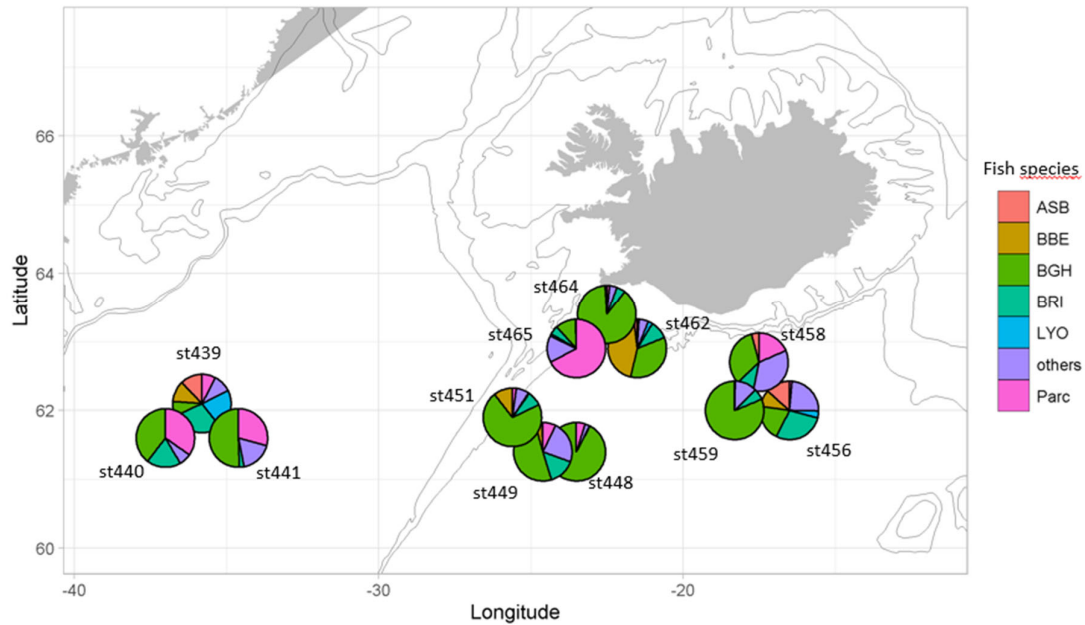 66
64
62
60
-40
-30
-20
Latitude
Longitude
st464
st465
st462
st458
st439
st451
st440
st441
st449
st448
st459
st456
Fish species
ASB
BBE
BGH
BRI
LYO
others
Parc